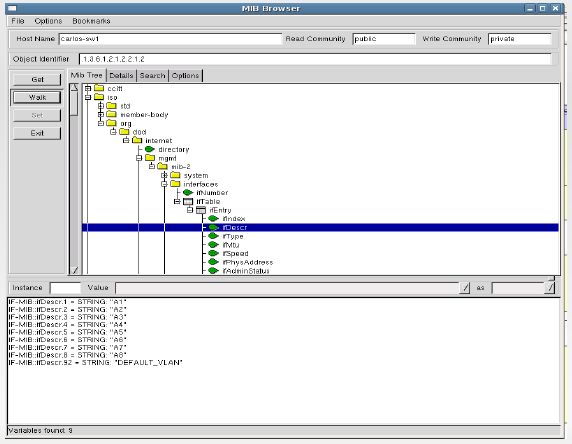 MIB Browser
File Options Bookmarks
Host Name carlos-sw1 Read Community public Write Community private
Object Identifier .1.3.6.1.2.1.2.2.1.2
Get
Walk
Set
Exit
Mib Tree Details Search Options
ccitt
iso
std
member-body
org
dod
internet
directory
mgmt
mib-2
system
interfaces
ifNumber
ifTable
ifEntry
ifIndex
ifDescr
ifType
ifMtu
ifSpeed
ifPhysAddress
ifAdminStatus
Instance Value as
IF-MIB::ifDescr.1 = STRING: "A1"
IF-MIB::ifDescr.2 = STRING: "A2"
IF-MIB::ifDescr.3 = STRING: "A3"
IF-MIB::ifDescr.4 = STRING: "A4"
IF-MIB::ifDescr.5 = STRING: "A5"
IF-MIB::ifDescr.6 = STRING: "A6"
IF-MIB::ifDescr.7 = STRING: "A7"
IF-MIB::ifDescr.8 = STRING: "A8"
IF-MIB::ifDescr.92 = STRING: "DEFAULT_VLAN"
Variables found: 9